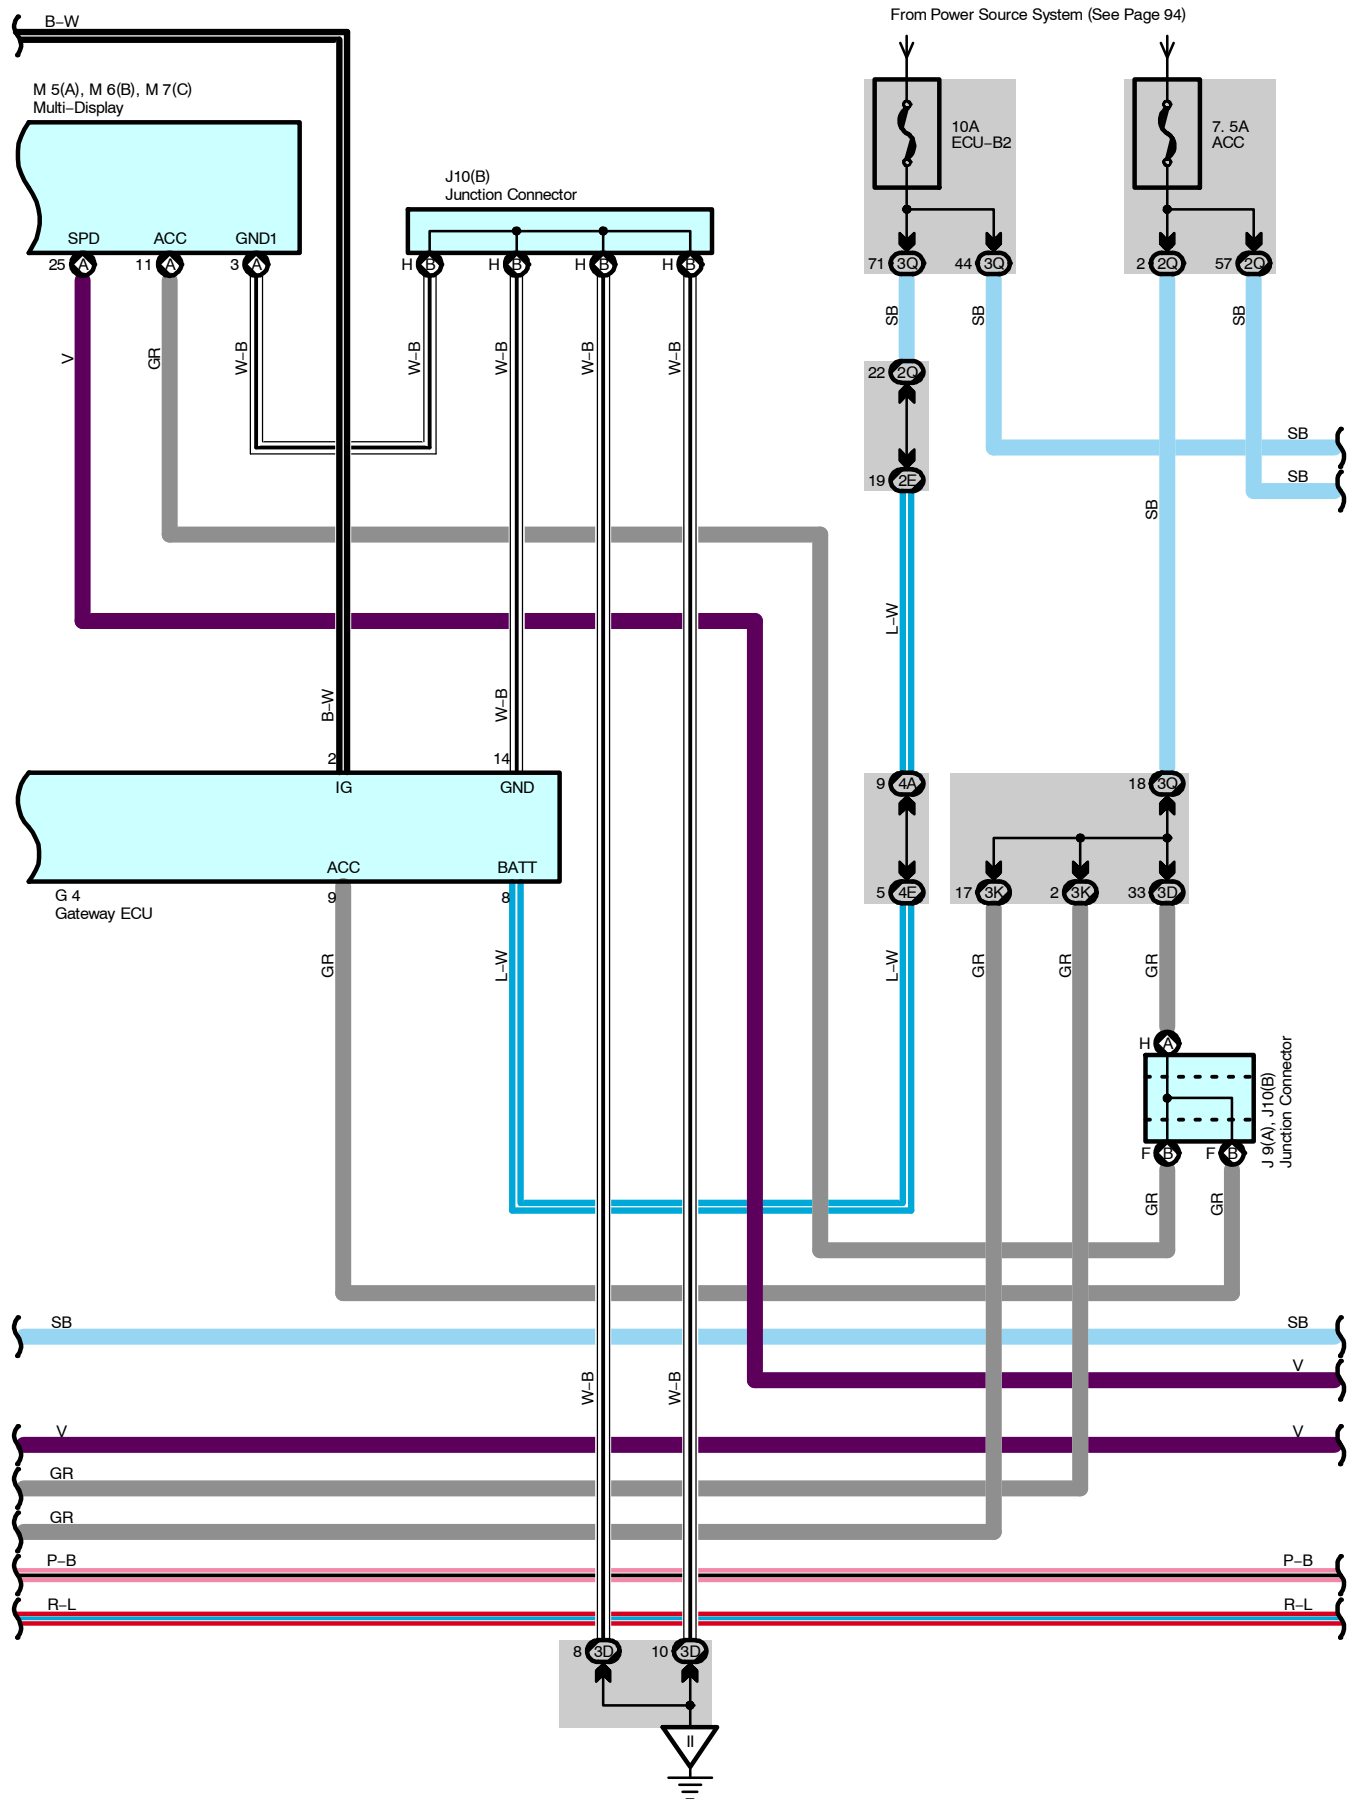 From Power Source System (See Page 94)
B–W
M 5(A), M 6(B), M 7(C)
Multi–Display
10A
ECU–B2
7. 5A
ACC
J10(B)
Junction Connector
SPD ACC GND1
25 A 11 A 3 A H B H B H B H B 71 3Q 44 3Q 2 2Q 57 2Q
SB SB SB
V GR W–B W–B W–B W–B W–B
22 2Q
SB
19 2E
SB
SB
L–W
B–W W–B
2 14
IG GND
9 4A 18 3Q
ACC BATT
9 8 5 4E 17 3K 2 3K 33 3D
G 4
Gateway ECU
GR L–W L–W GR GR GR
H A
J 9(A), J10(B)
Junction Connector
F B F B
GR GR
SB SB
V
W–B W–B
V V
GR
GR
P–B P–B
R–L R–L
8 3D 10 3D
II